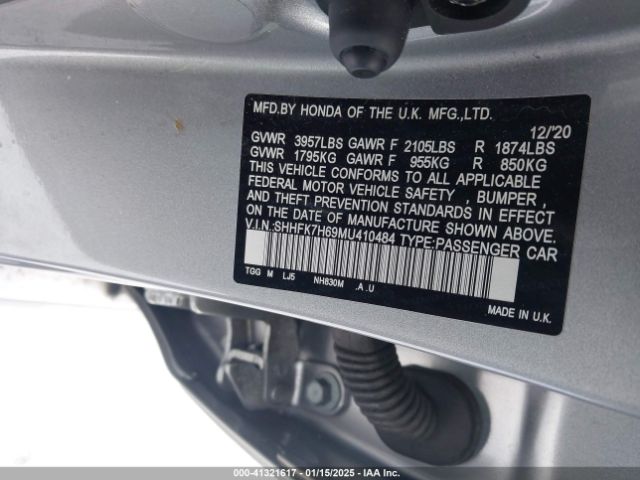 MFD.BY HONDA OF THE U.K. MFG.,LTD.
12/'20
GVWR 3957LBS GAWR F 2105LBS R 1874LBS
GVWR 1795KG GAWR F 955KG R 850KG
THIS VEHICLE CONFORMS TO ALL APPLICABLE
FEDERAL MOTOR VEHICLE SAFETY , BUMPER ,
AND THEFT PREVENTION STANDARDS IN EFFECT
ON THE DATE OF MANUFACTURE SHOWN ABOVE.
V.I.N.:SHHFK7H69MU410484 TYPE:PASSENGER CAR
TGG M LJ5 NH830M .A .U
MADE IN U.K.
000-41321617 - 01/15/2025 - IAA Inc.